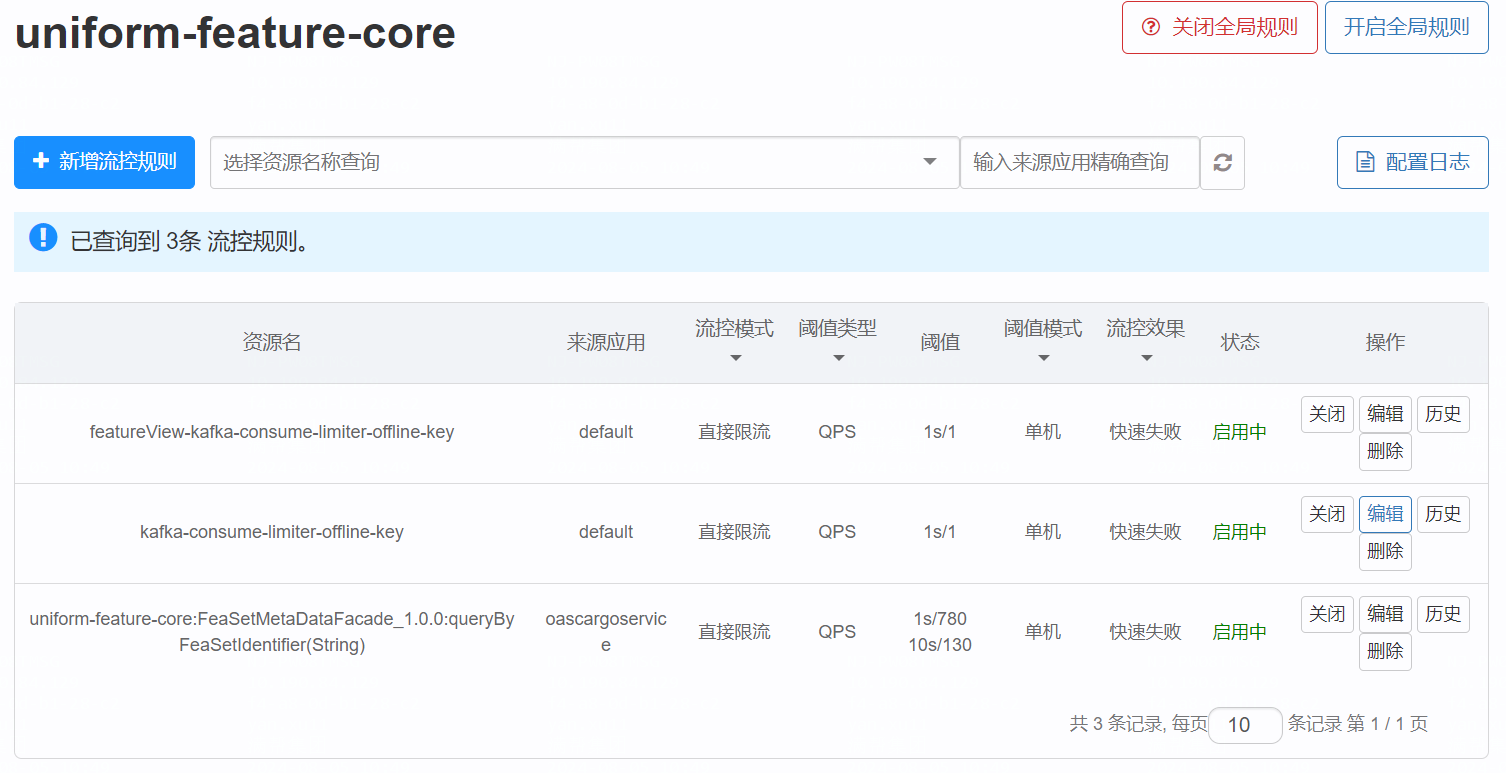 uniform-feature-core
关闭全局规则
开启全局规则
新增流控规则
选择资源名称查询
输入来源应用精确查询
配置日志
已查询到 3条 流控规则。
资源名
来源应用
流控模式
阈值类型
阈值
阈值模式
流控效果
状态
操作
featureView-kafka-consume-limiter-offline-key
default
直接限流
QPS
1s/1
单机
快速失败
启用中
关闭
编辑
历史
删除
kafka-consume-limiter-offline-key
default
直接限流
QPS
1s/1
单机
快速失败
启用中
关闭
编辑
历史
删除
uniform-feature-core:FeaSetMetaDataFacade_1.0.0:queryBy
FeaSetIdentifier(String)
oascargoservic
e
直接限流
QPS
1s/780
10s/130
单机
快速失败
启用中
关闭
编辑
历史
删除
共 3 条记录, 每页 10 条记录 第 1 / 1 页